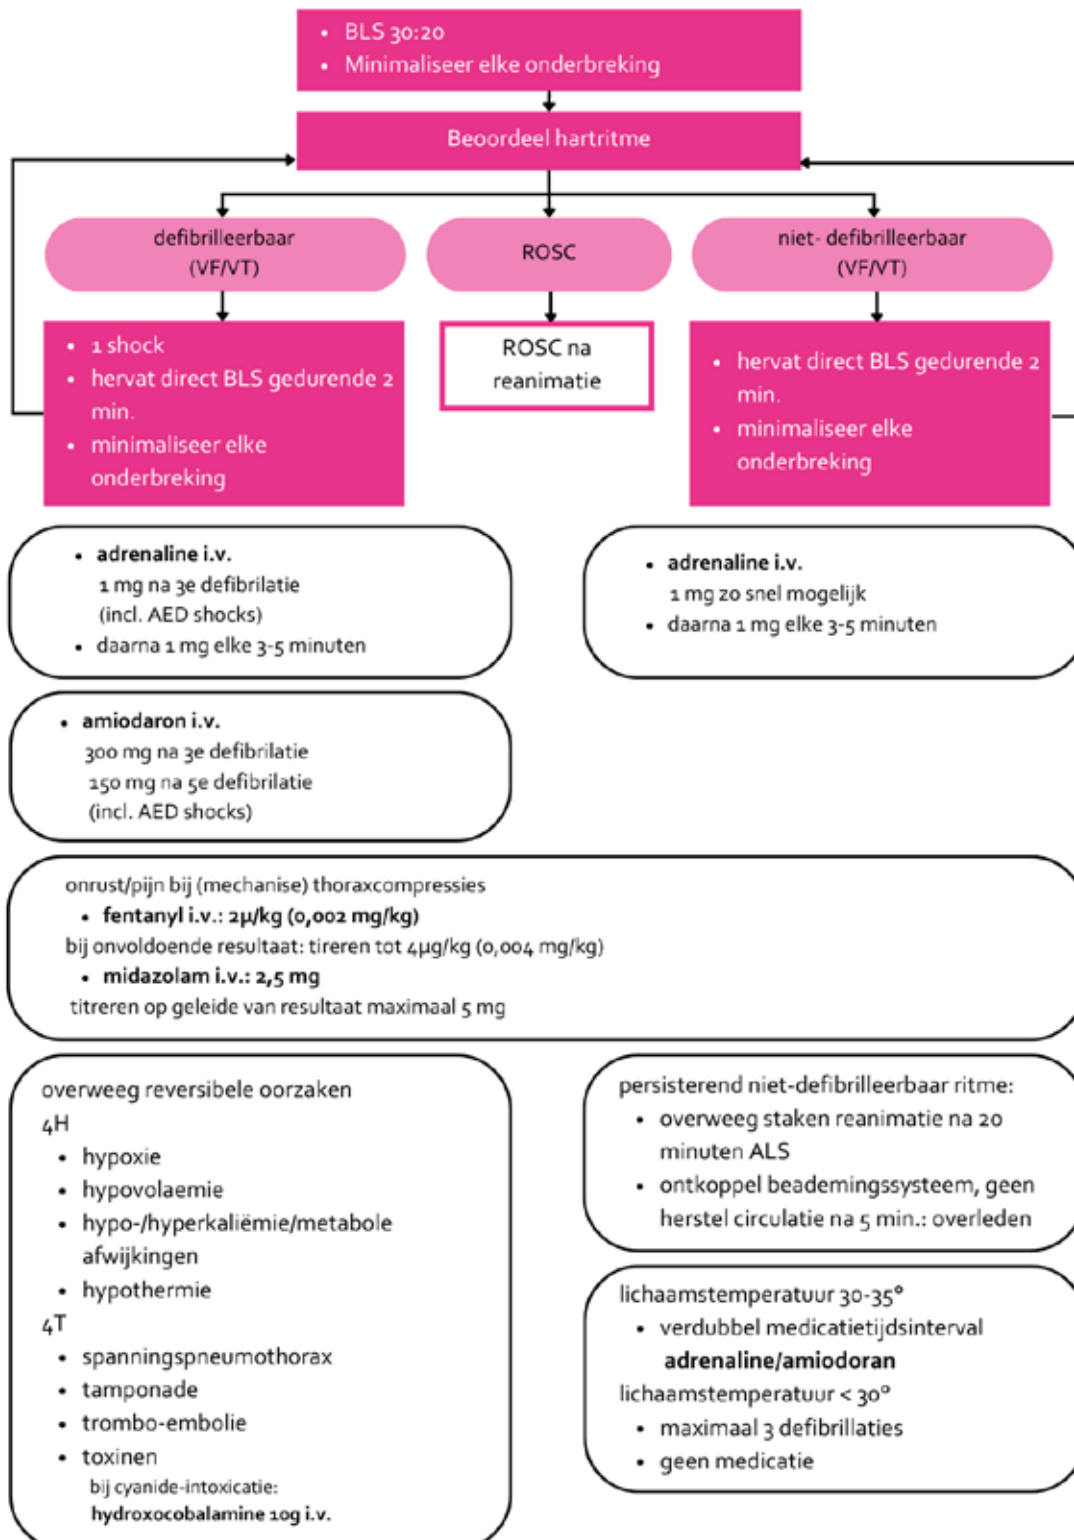 • BLS 30:20
• Minimaliseer elke onderbreking
Beoordeel hartritme
defibrilleerbaar
(VF/VT)
ROSC
niet- defibrilleerbaar
(VF/VT)
• 1 shock
• hervat direct BLS gedurende 2
min.
• minimaliseer elke
onderbreking
ROSC na
reanimatie
• hervat direct BLS gedurende 2
min.
• minimaliseer elke
onderbreking
• adrenaline i.v.
1 mg na 3e defibrilatie
(incl. AED shocks)
• daarna 1 mg elke 3-5 minuten
• adrenaline i.v.
1 mg zo snel mogelijk
• daarna 1 mg elke 3-5 minuten
• amiodaron i.v.
300 mg na 3e defibrilatie
150 mg na 5e defibrilatie
(incl. AED shocks)
onrust/pijn bij (mechanise) thoraxcompressies
• fentanyl i.v.: 2µ/kg (0,002 mg/kg)
bij onvoldoende resultaat: tireren tot 4µg/kg (0,004 mg/kg)
• midazolam i.v.: 2,5 mg
titreren op geleide van resultaat maximaal 5 mg
overweeg reversibele oorzaken
4H
• hypoxie
• hypovolaemie
• hypo-/hyperkaliëmie/metabole
afwijkingen
• hypothermie
4T
• spanningspneumothorax
• tamponade
• trombo-embolie
• toxinen
bij cyanide-intoxicatie:
hydroxocobalamine 10g i.v.
persisterend niet-defibrilleerbaar ritme:
• overweeg staken reanimatie na 20
minuten ALS
• ontkoppel beademingssysteem, geen
herstel circulatie na 5 min.: overleden
lichaamstemperatuur 30-35°
• verdubbel medicatietijdsinterval
adrenaline/amiodoran
lichaamstemperatuur < 30°
• maximaal 3 defibrillaties
• geen medicatie